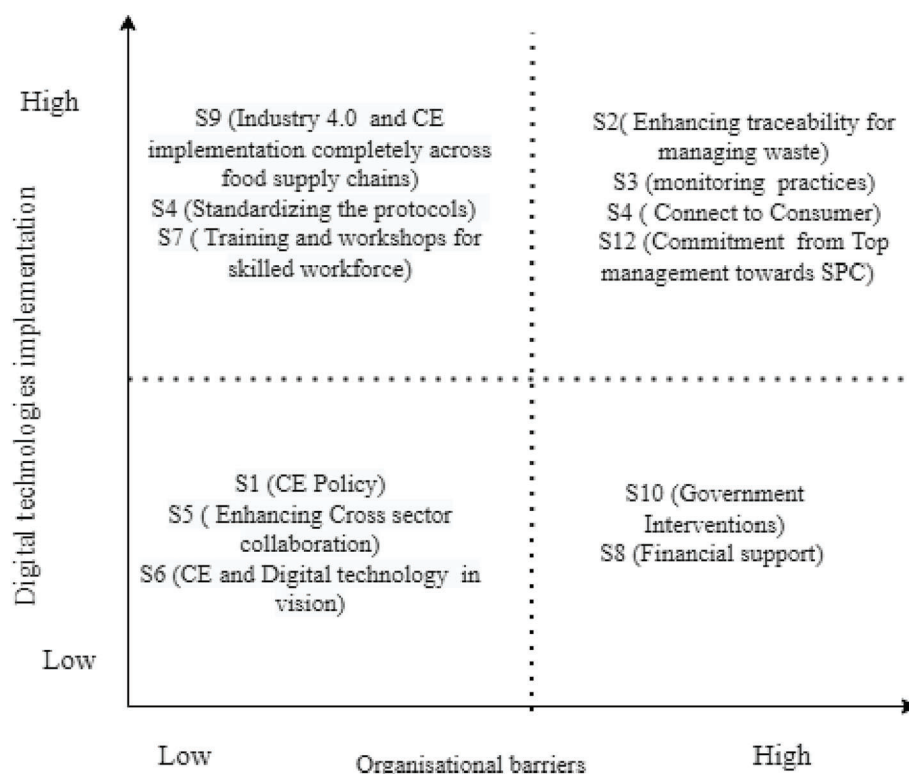 High
S9 (Industry 4.0 and CE
implementation completely across
food supply chains)
S4 (Standardizing the protocols)
S7 ( Training and workshops for
skilled workforce)
S2( Enhancing traceability for
managing waste)
S3 (monitoring practices)
S4 ( Connect to Consumer)
S12 (Commitment from Top
management towards SPC)
Digital technologies implementation
S1 (CE Policy)
S5 ( Enhancing Cross sector
collaboration)
S6 (CE and Digital technology in
vision)
S10 (Government
Interventions)
S8 (Financial support)
Low
Low
Organisational barriers
High